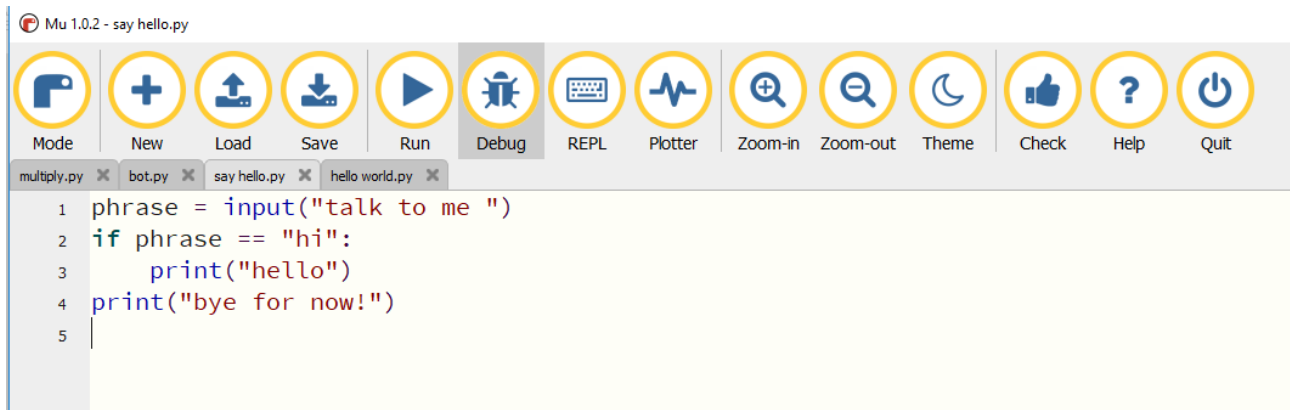 Mu 1.0.2 - say hello.py
Mode New Load Save Run Debug REPL Plotter Zoom-in Zoom-out Theme Check Help Quit
multiply.py bot.py say hello.py hello world.py
1 phrase = input("talk to me ")
2 if phrase == "hi":
3     print("hello")
4 print("bye for now!")
5